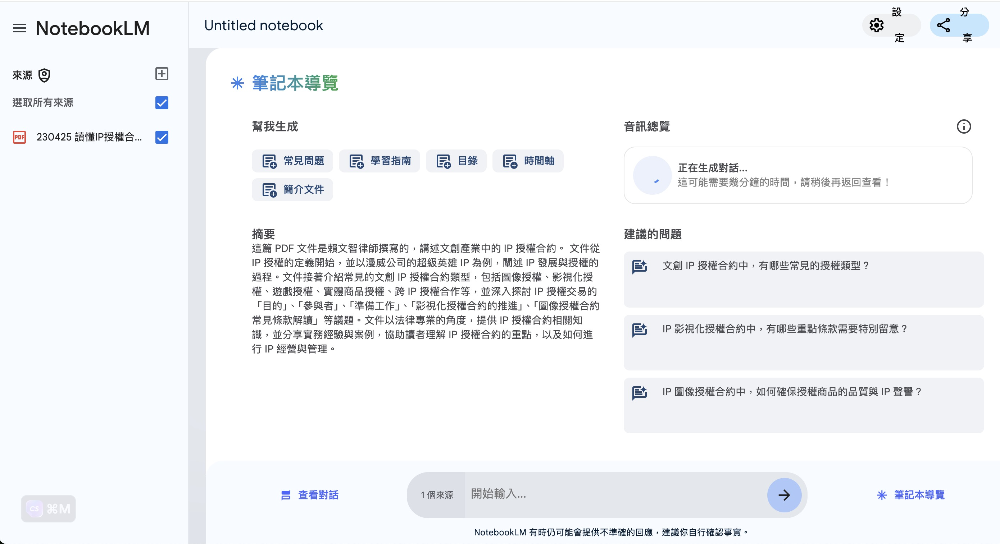 NotebookLM
Untitled notebook
設定
分享
來源
選取所有來源
PDF
230425 讀懂IP授權合...
筆記本導覽
幫我生成
常見問題
學習指南
目錄
時間軸
簡介文件
音訊總覽
正在生成對話...
這可能需要幾分鐘的時間，請稍後再返回查看！
摘要
這篇 PDF 文件是賴文智律師撰寫的，講述文創產業中的 IP 授權合約。 文件從
IP 授權的定義開始，並以漫威公司的超級英雄 IP 為例，闡述 IP 發展與授權的
過程。文件接著介紹常見的文創 IP 授權合約類型，包括圖像授權、影視化授
權、遊戲授權、實體商品授權、跨 IP 授權合作等，並深入探討 IP 授權交易的
「目的」、「參與者」、「準備工作」、「影視化授權合約的推進」、「圖像授權合約
常見條款解讀」等議題。文件以法律專業的角度，提供 IP 授權合約相關知
識，並分享實務經驗與案例，協助讀者理解 IP 授權合約的重點，以及如何進
行 IP 經營與管理。
建議的問題
文創 IP 授權合約中，有哪些常見的授權類型？
IP 影視化授權合約中，有哪些重點條款需要特別留意？
IP 圖像授權合約中，如何確保授權商品的品質與 IP 聲譽？
CS ⌘M
查看對話
1 個來源
開始輸入...
筆記本導覽
NotebookLM 有時仍可能會提供不準確的回應，建議你自行確認事實。